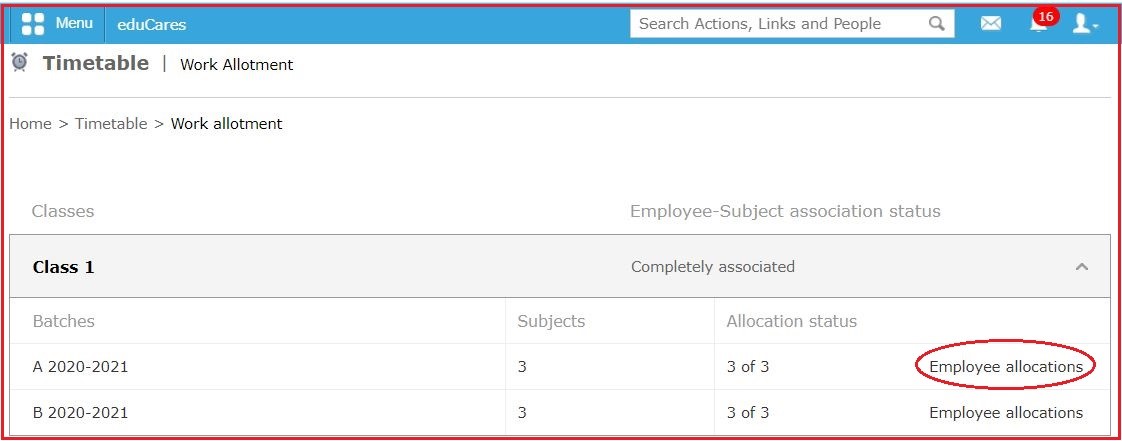 Menu eduCares Search Actions, Links and People 16
Timetable | Work Allotment
Home > Timetable > Work allotment
Classes Employee-Subject association status
Class 1 Completely associated
Batches Subjects Allocation status
A 2020-2021 3 3 of 3 Employee allocations
B 2020-2021 3 3 of 3 Employee allocations